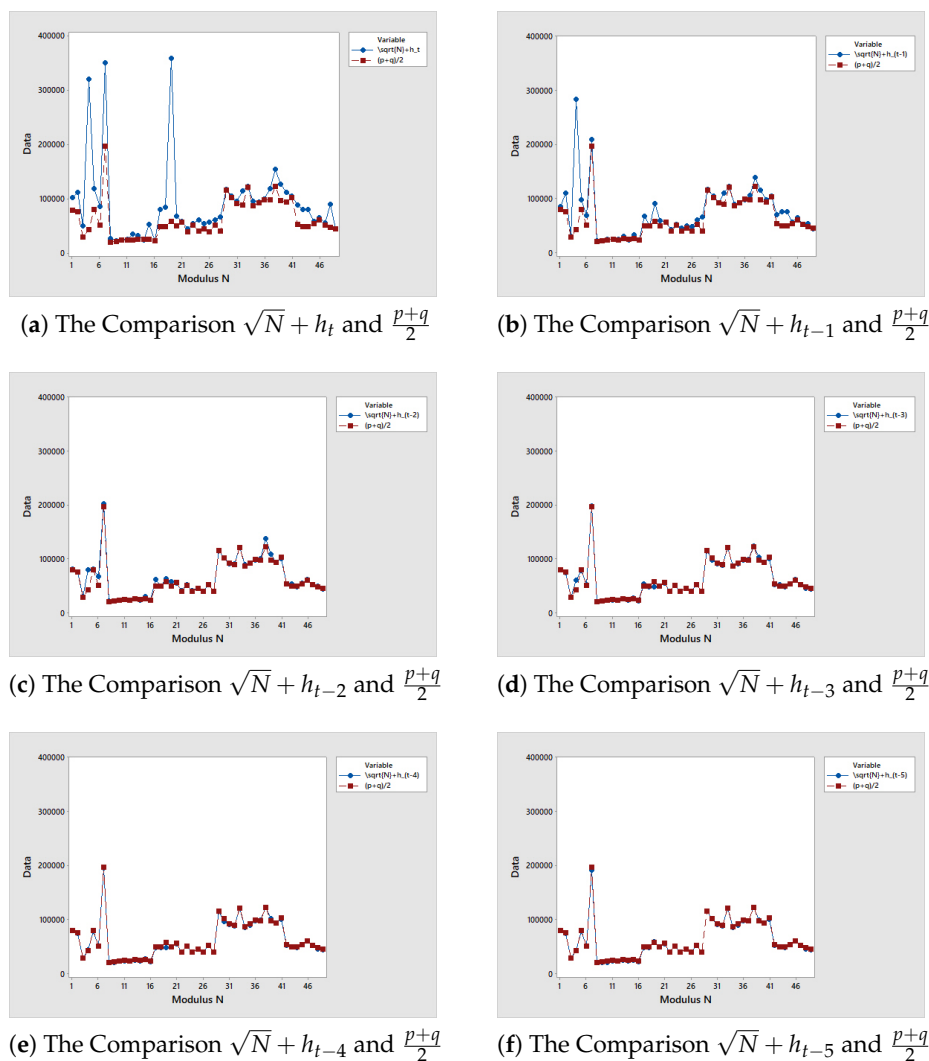 Variable
\sqrt{N}+h_t
(p+q)/2
400000
300000
200000
100000
0
Data
1 6 11 16 21 26 31 36 41 46
Modulus N
(a) The Comparison √N + h_t and (p+q)/2
Variable
\sqrt{N}+h_(t-1)
(p+q)/2
400000
300000
200000
100000
0
Data
1 6 11 16 21 26 31 36 41 46
Modulus N
(b) The Comparison √N + h_{t−1} and (p+q)/2
Variable
\sqrt{N}+h_(t-2)
(p+q)/2
400000
300000
200000
100000
0
Data
1 6 11 16 21 26 31 36 41 46
Modulus N
(c) The Comparison √N + h_{t−2} and (p+q)/2
Variable
\sqrt{N}+h_(t-3)
(p+q)/2
400000
300000
200000
100000
0
Data
1 6 11 16 21 26 31 36 41 46
Modulus N
(d) The Comparison √N + h_{t−3} and (p+q)/2
Variable
\sqrt{N}+h_(t-4)
(p+q)/2
400000
300000
200000
100000
0
Data
1 6 11 16 21 26 31 36 41 46
Modulus N
(e) The Comparison √N + h_{t−4} and (p+q)/2
Variable
\sqrt{N}+h_(t-5)
(p+q)/2
400000
300000
200000
100000
0
Data
1 6 11 16 21 26 31 36 41 46
Modulus N
(f) The Comparison √N + h_{t−5} and (p+q)/2